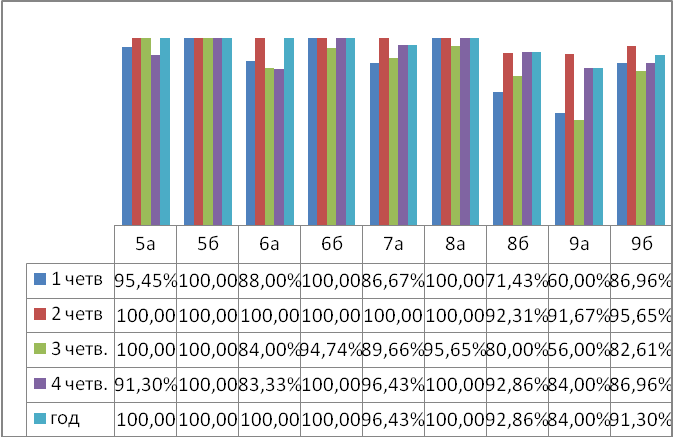 5а 5б 6а 6б 7а 8а 8б 9а 9б
1 четв 95,45% 100,00 88,00% 100,00 86,67% 100,00 71,43% 60,00% 86,96%
2 четв 100,00 100,00 100,00 100,00 100,00 100,00 92,31% 91,67% 95,65%
3 четв. 100,00 100,00 84,00% 94,74% 89,66% 95,65% 80,00% 56,00% 82,61%
4 четв. 91,30% 100,00 83,33% 100,00 96,43% 100,00 92,86% 84,00% 86,96%
год 100,00 100,00 100,00 100,00 96,43% 100,00 92,86% 84,00% 91,30%